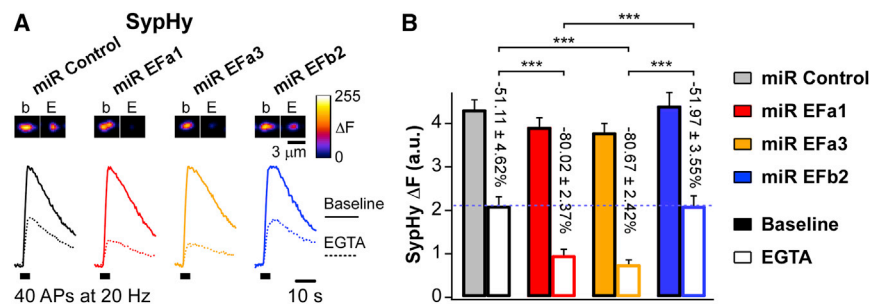 A
SypHy
miR Control
miR EFa1
miR EFa3
miR EFb2
b E
b E
b E
b E
255
ΔF
0
3 μm
Baseline
EGTA
40 APs at 20 Hz
10 s
B
***
***
***
***
SypHy ΔF (a.u.)
4
3
2
1
0
-51.11 ± 4.62%
-80.02 ± 2.37%
-80.67 ± 2.42%
-51.97 ± 3.55%
miR Control
miR EFa1
miR EFa3
miR EFb2
Baseline
EGTA